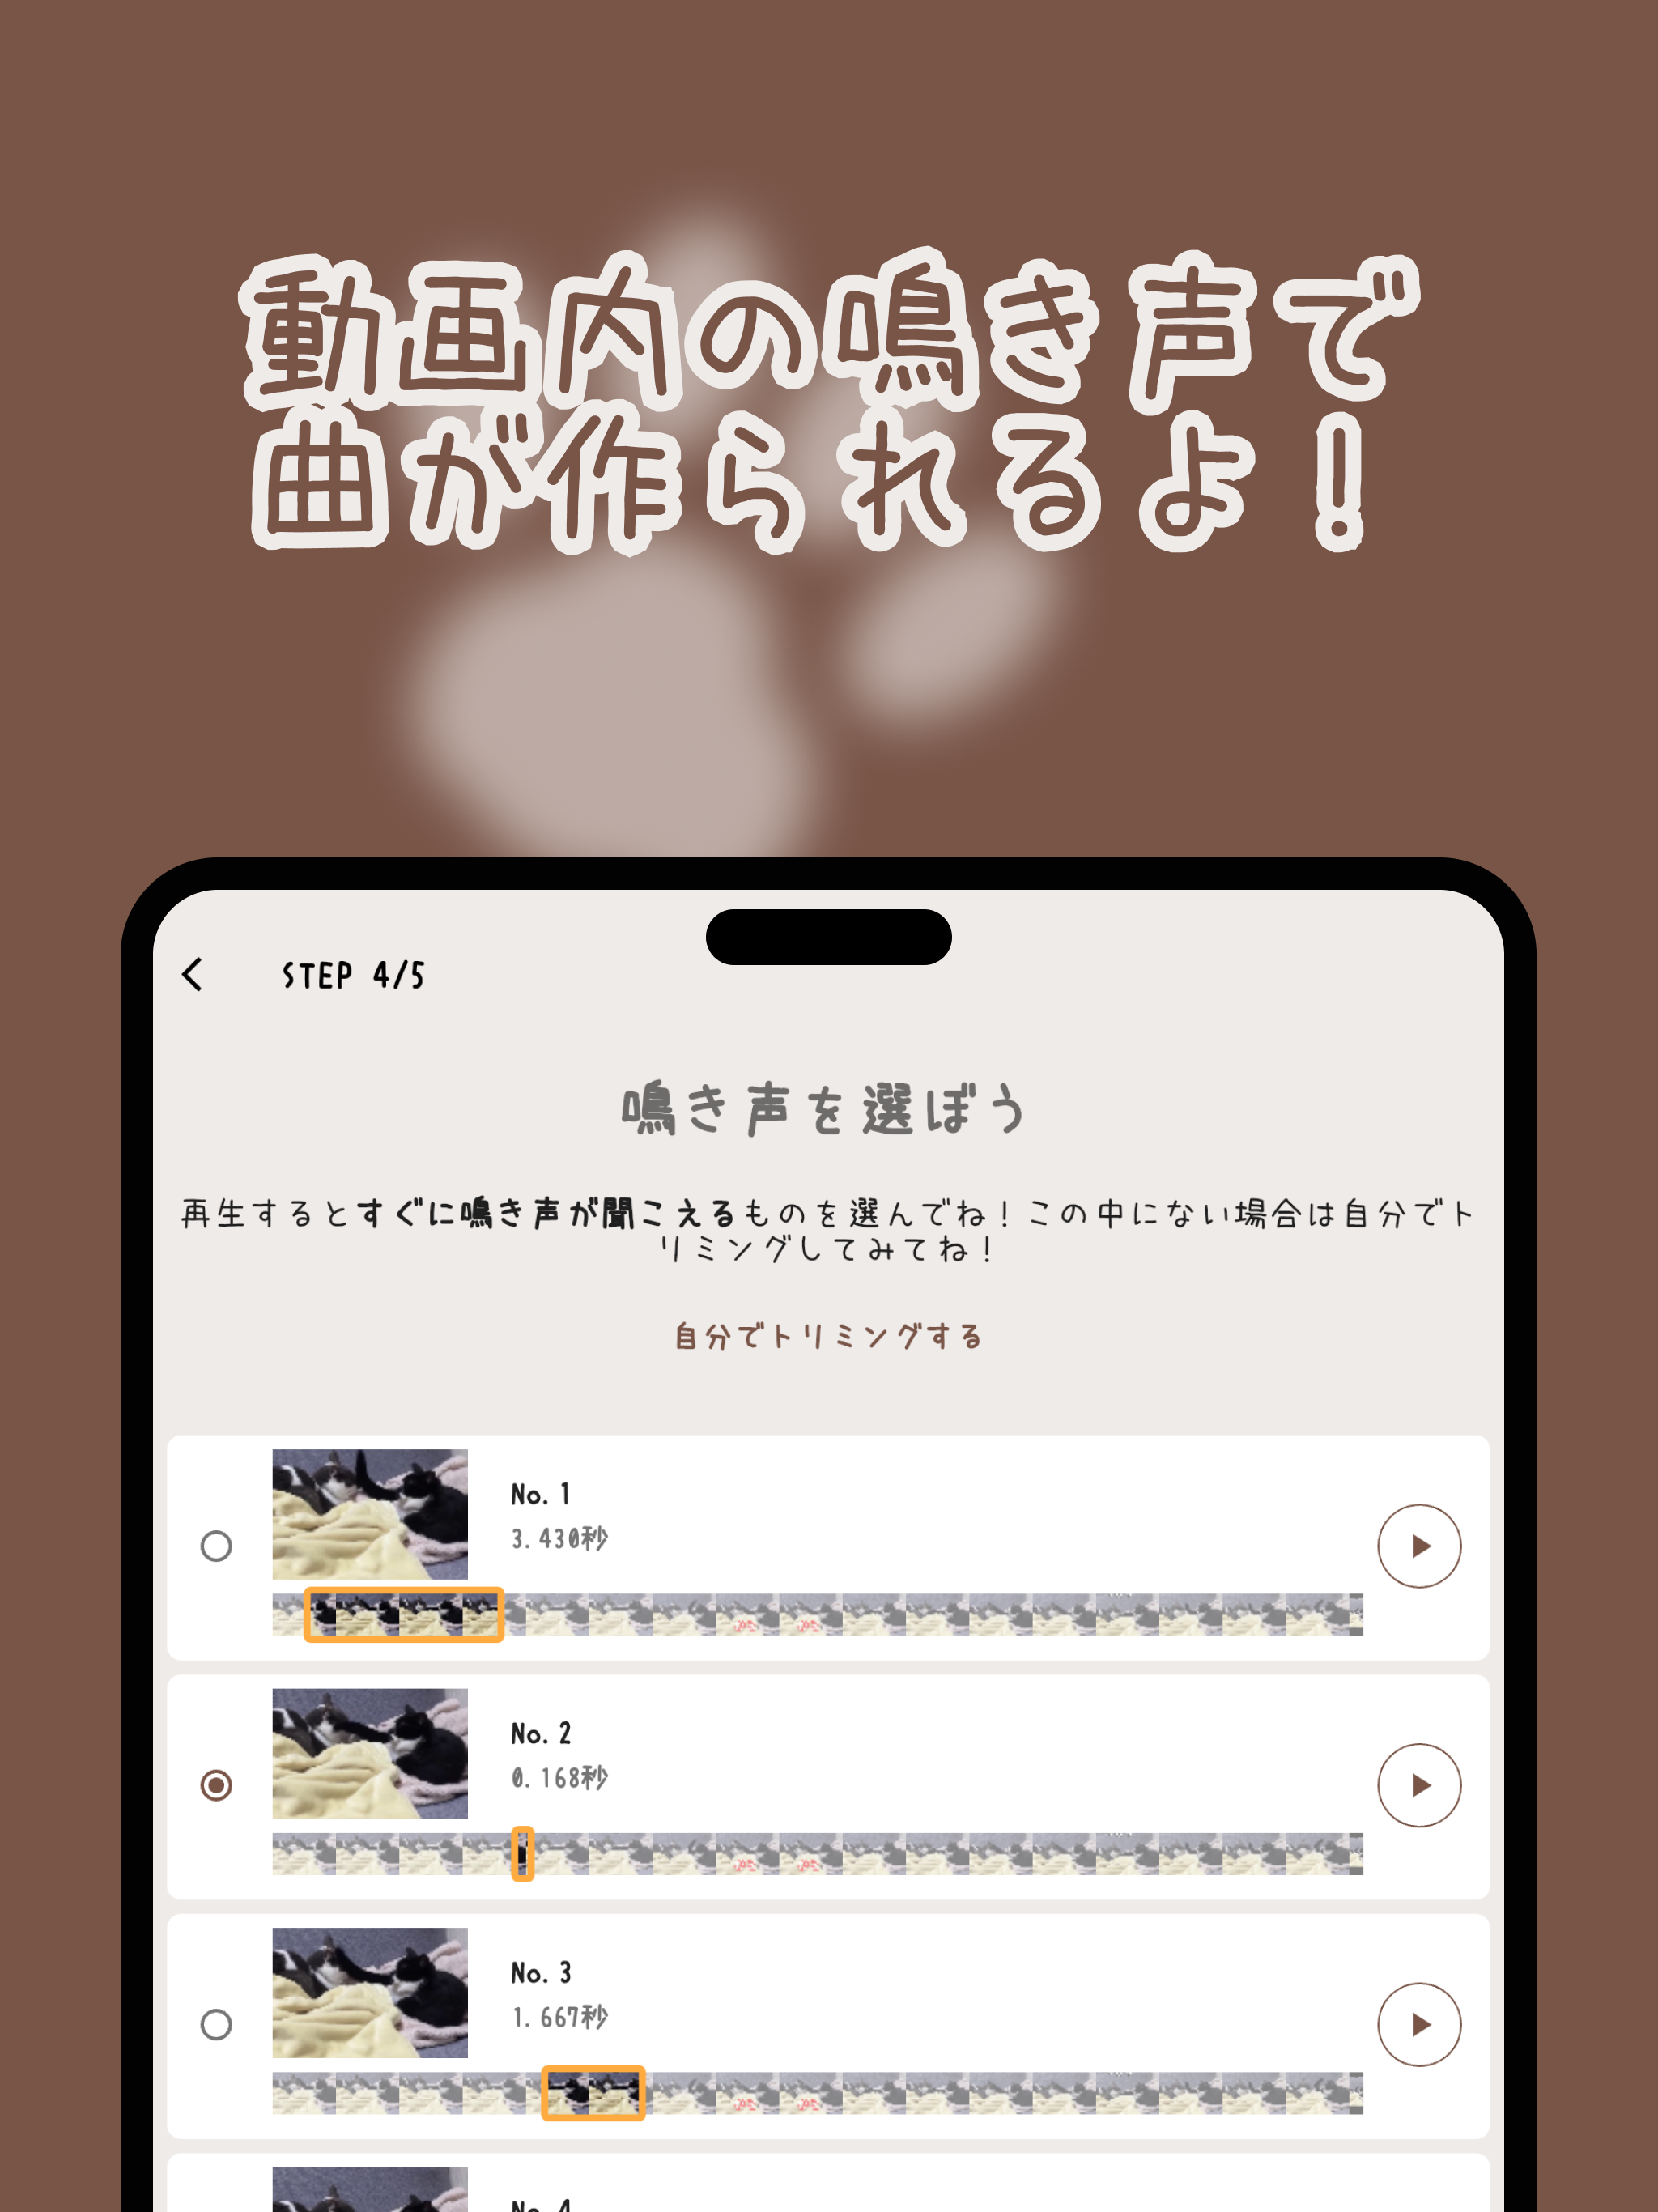 動画内の鳴き声で
曲が作られるよ！
STEP 4/5
鳴き声を選ぼう
再生するとすぐに鳴き声が聞こえるものを選んでね！この中にない場合は自分でト
リミングしてみてね！
自分でトリミングする
No. 1
3.430秒
No. 2
0.168秒
No. 3
1.667秒
No. 4